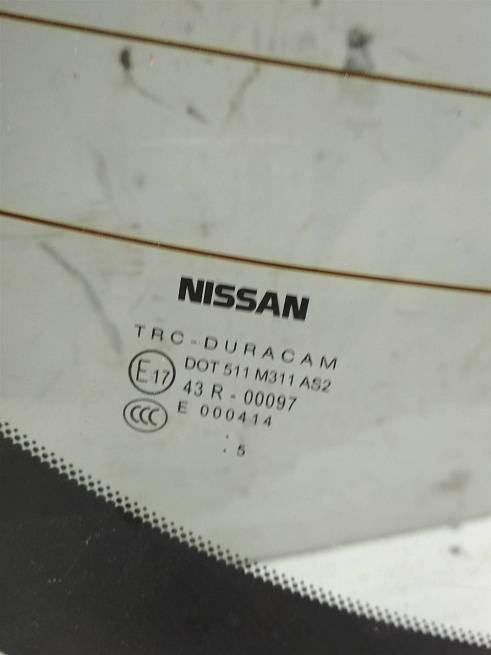 NISSAN
TRC-DURACAM
E17 DOT 511 M311 AS2
43 R - 00097
CCC E 000414
. 
. 5